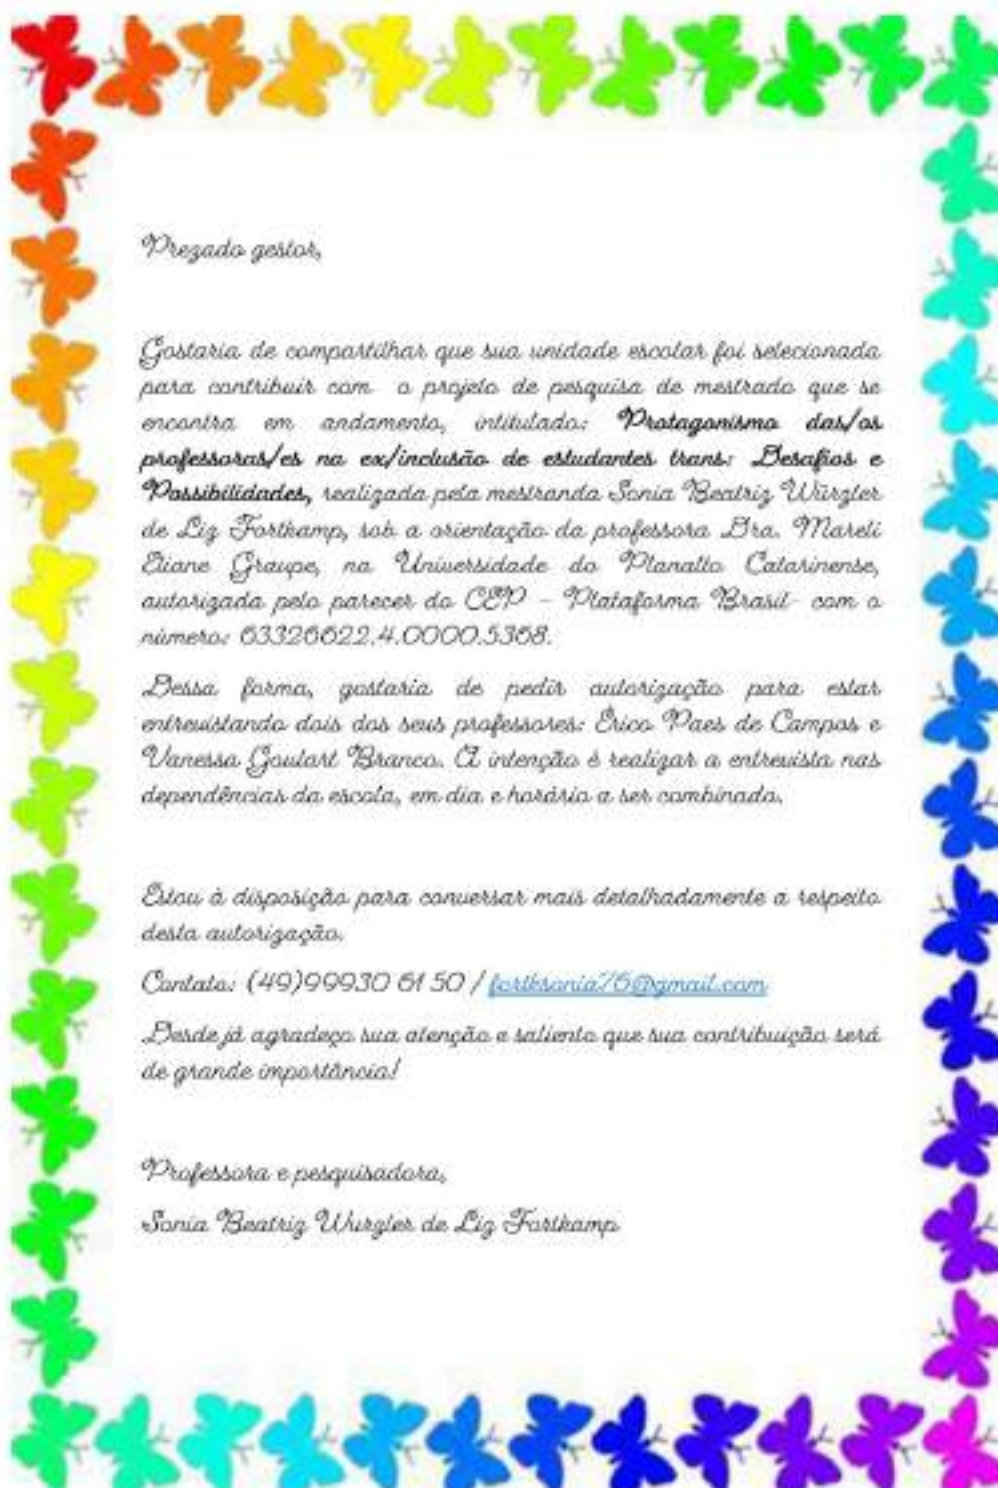 Prezado gestor,
Gostaria de compartilhar que sua unidade escolar foi selecionada
para contribuir com o projeto de pesquisa de mestrado que se
encontra em andamento, intitulado: Protagonismo das/os
professoras/es na ex/inclusão de estudantes trans: Desafios e
Possibilidades, realizada pela mestranda Sonia Beatriz Würzler
de Liz Fortkamp, sob a orientação da professora Dra. Mareli
Eliane Graupe, na Universidade do Planalto Catarinense,
autorizada pelo parecer do CEP – Plataforma Brasil- com o
número: 63326622.4.0000.5368.
Dessa forma, gostaria de pedir autorização para estar
entrevistando dois dos seus professores: Érico Paes de Campos e
Vanessa Goulart Branco. A intenção é realizar a entrevista nas
dependências da escola, em dia e horário a ser combinado.
Estou à disposição para conversar mais detalhadamente a respeito
desta autorização.
Contato: (49)99930 61 50 / fortksonia76@gmail.com
Desde já agradeço sua atenção e saliento que sua contribuição será
de grande importância!
Professora e pesquisadora,
Sonia Beatriz Wurzler de Liz Fortkamp